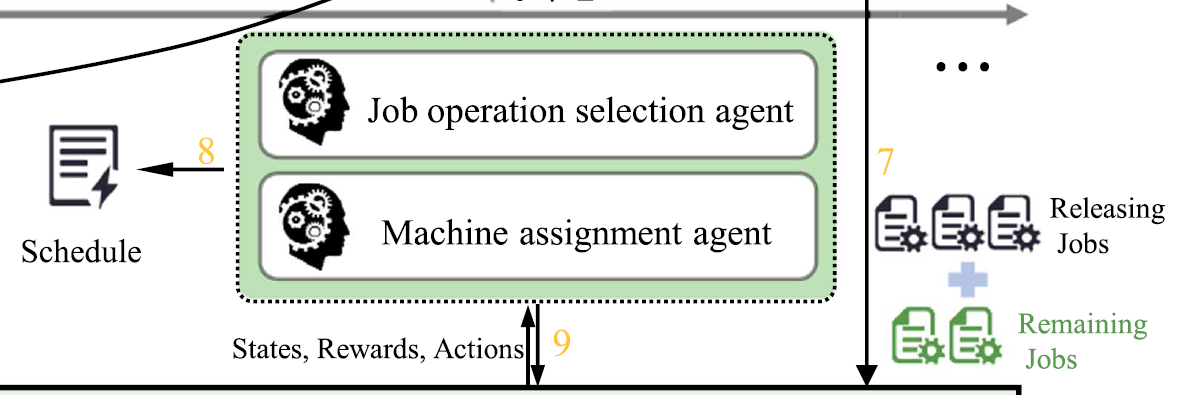 ...
Job operation selection agent
8
7
Machine assignment agent
Releasing
Jobs
Schedule
Remaining
Jobs
States, Rewards, Actions
9